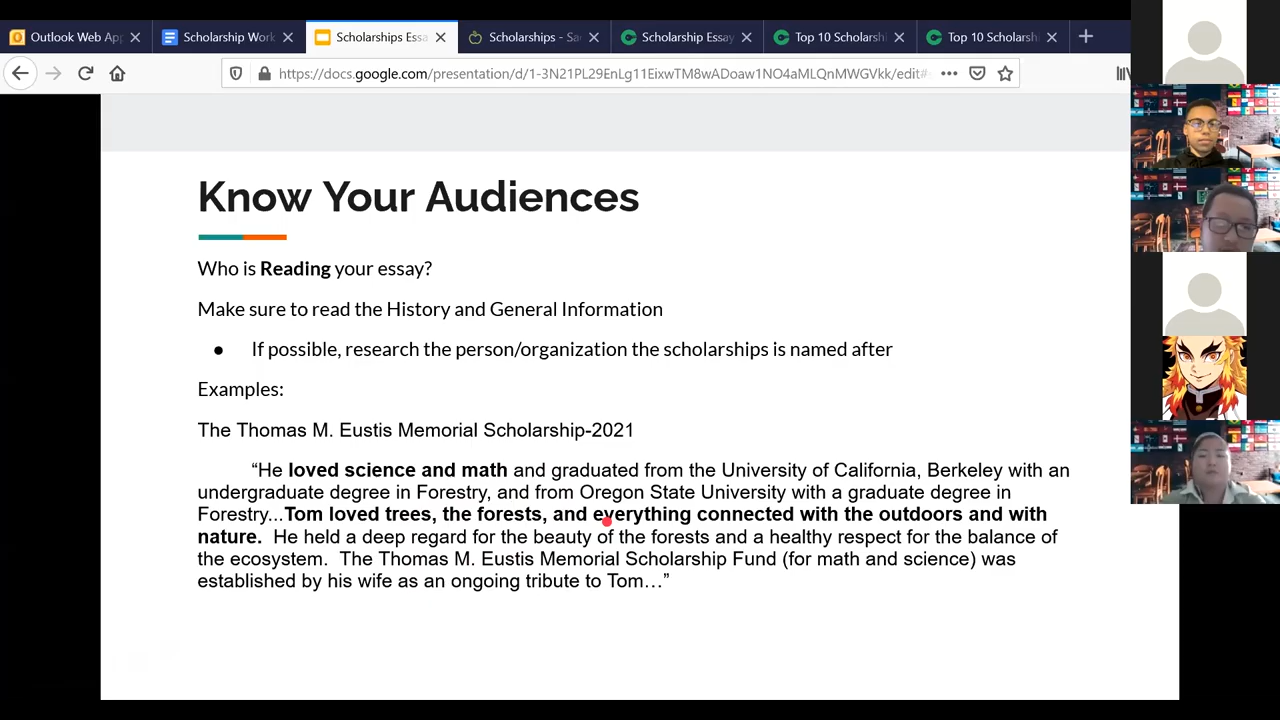 Outlook Web Ap
Scholarship Work
Scholarships Essa
Scholarships - Sa
Scholarship Essay
Top 10 Scholarsh
Top 10 Scholarsh
https://docs.google.com/presentation/d/1-3N21PL29EnLg11EixwTM8wADoaw1NO4aMLQnMWGVkk/edit#
Know Your Audiences
Who is Reading your essay?
Make sure to read the History and General Information
● If possible, research the person/organization the scholarships is named after
Examples:
The Thomas M. Eustis Memorial Scholarship-2021
“He loved science and math and graduated from the University of California, Berkeley with an
undergraduate degree in Forestry, and from Oregon State University with a graduate degree in
Forestry...Tom loved trees, the forests, and everything connected with the outdoors and with
nature. He held a deep regard for the beauty of the forests and a healthy respect for the balance of
the ecosystem. The Thomas M. Eustis Memorial Scholarship Fund (for math and science) was
established by his wife as an ongoing tribute to Tom…”